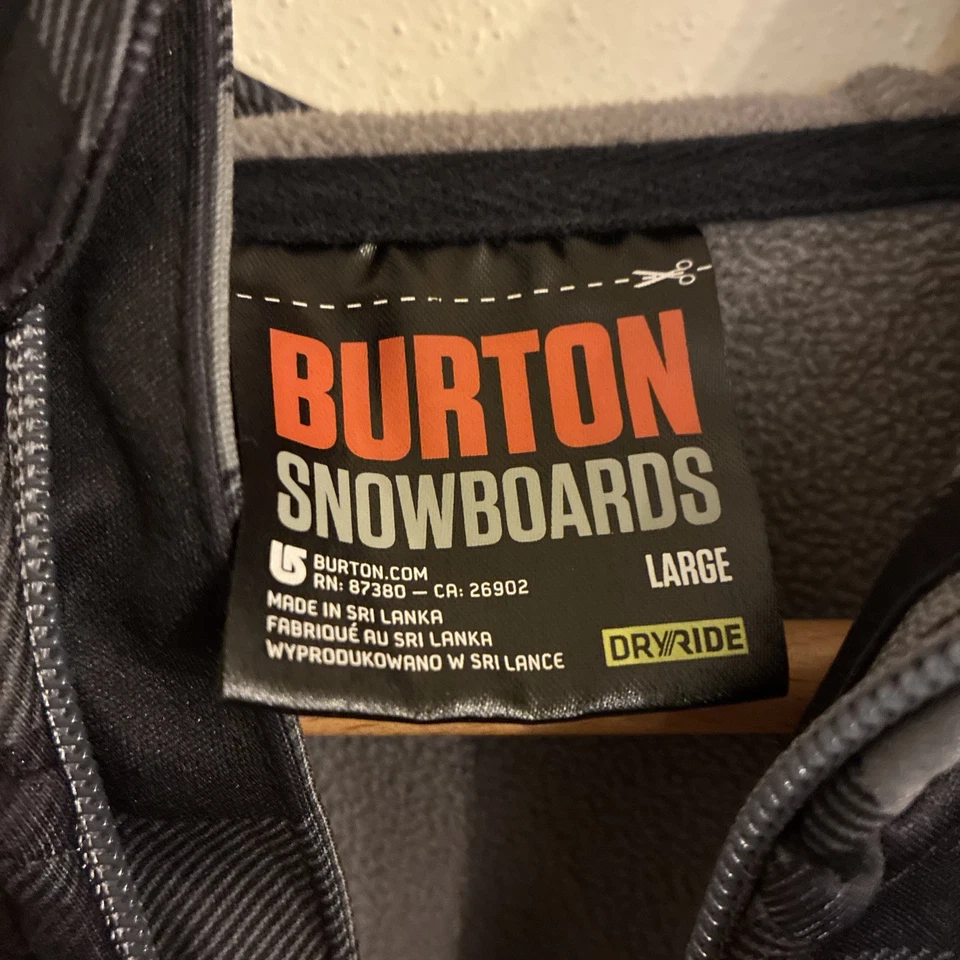 BURTON
SNOWBOARDS
BURTON.COM
RN: 87380 — CA: 26902
LARGE
MADE IN SRI LANKA
FABRIQUÉ AU SRI LANKA
WYPRODUKOWANO W SRI LANCE
DRYRIDE